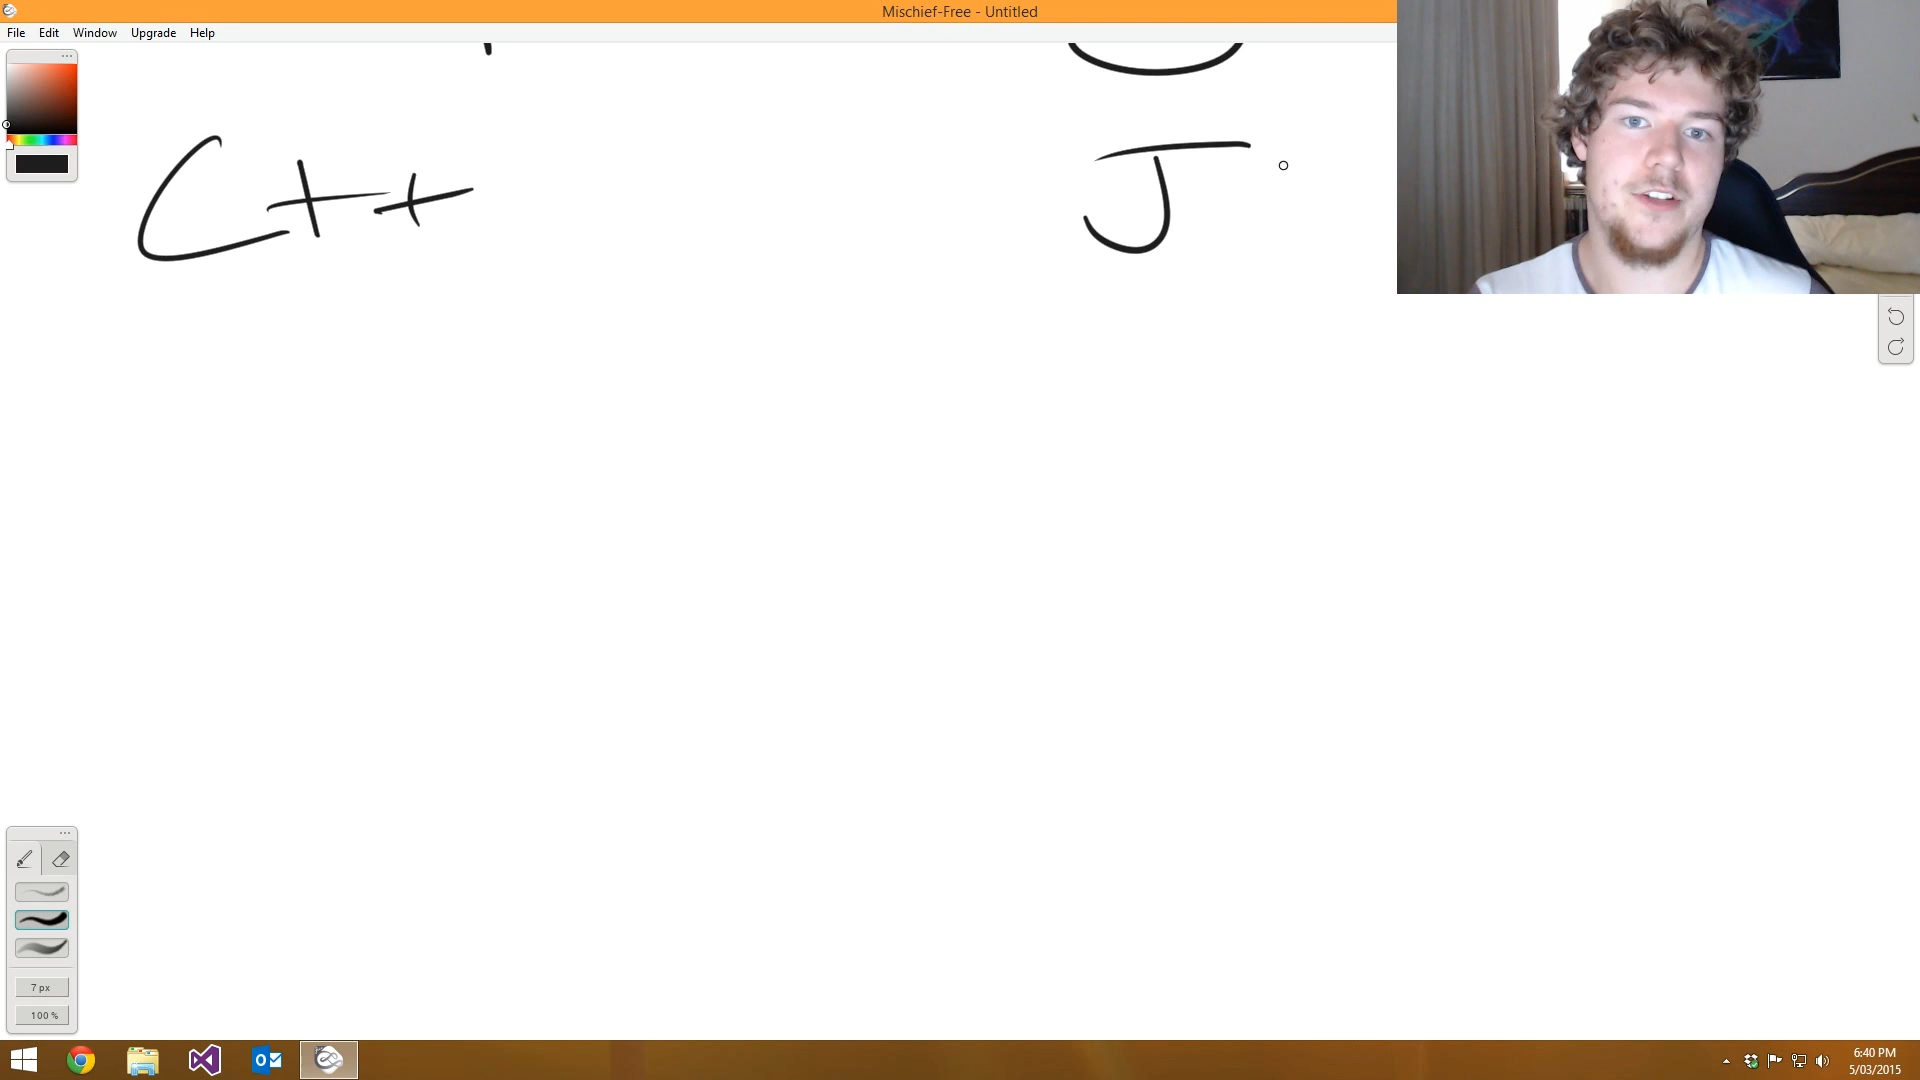 Mischief-Free - Untitled
File Edit Window Upgrade Help
C++ J
7 px
100 %
6:40 PM
5/03/2015